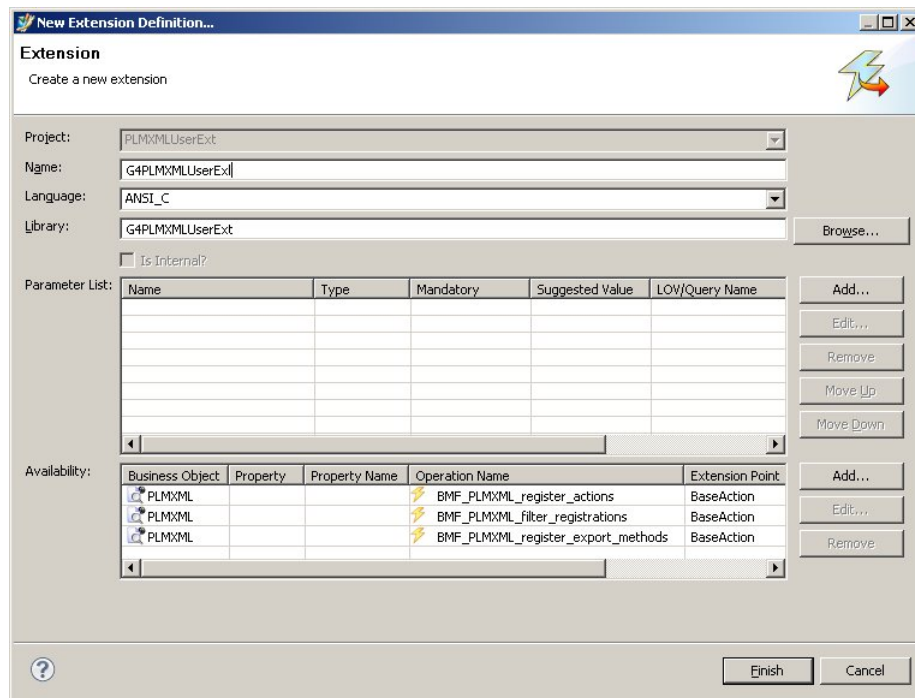 New Extension Definition...
Extension
Create a new extension
Project: PLMXMLUserExt
Name: G4PLMXMLUserExt
Language: ANSI_C
Library: G4PLMXMLUserExt Browse...
Is Internal?
Parameter List: Name Type Mandatory Suggested Value LOV/Query Name Add...
Edit...
Remove
Move Up
Move Down
Availability: Business Object Property Property Name Operation Name Extension Point Add...
PLMXML BMF_PLMXML_register_actions BaseAction Edit...
PLMXML BMF_PLMXML_filter_registrations BaseAction
PLMXML BMF_PLMXML_register_export_methods BaseAction Remove
? Finish Cancel